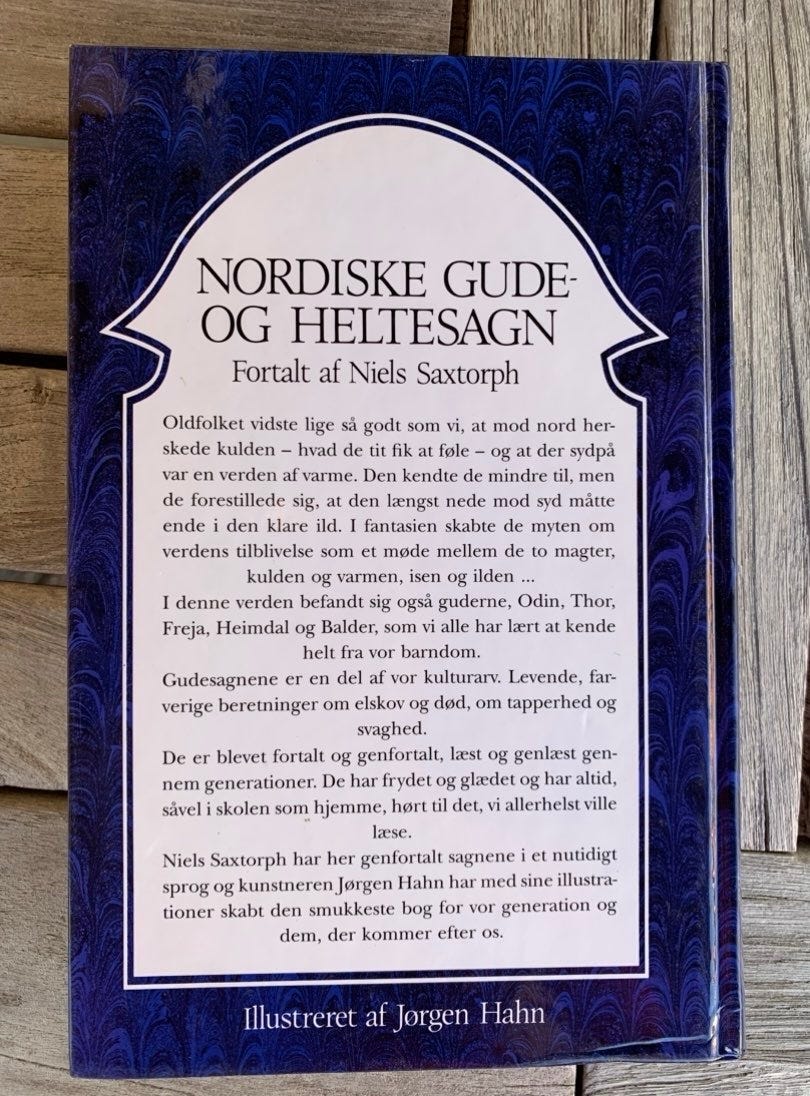 NORDISKE GUDE-
OG HELTESAGN
Fortalt af Niels Saxtorph
Oldfolket vidste lige så godt som vi, at mod nord her-
skede kulden – hvad de tit fik at føle – og at der sydpå
var en verden af varme. Den kendte de mindre til, men
de forestillede sig, at den længst nede mod syd måtte
ende i den klare ild. I fantasien skabte de myten om
verdens tilblivelse som et møde mellem de to magter,
kulden og varmen, isen og ilden ...
I denne verden befandt sig også guderne, Odin, Thor,
Freja, Heimdal og Balder, som vi alle har lært at kende
helt fra vor barndom.
Gudesagnene er en del af vor kulturarv. Levende, far-
verige beretninger om elskov og død, om tapperhed og
svaghed.
De er blevet fortalt og genfortalt, læst og genlæst gen-
nem generationer. De har frydet og glædet og har altid,
såvel i skolen som hjemme, hørt til det, vi allerhelst ville
læse.
Niels Saxtorph har her genfortalt sagnene i et nutidigt
sprog og kunstneren Jørgen Hahn har med sine illustra-
tioner skabt den smukkeste bog for vor generation og
dem, der kommer efter os.
Illustreret af Jørgen Hahn